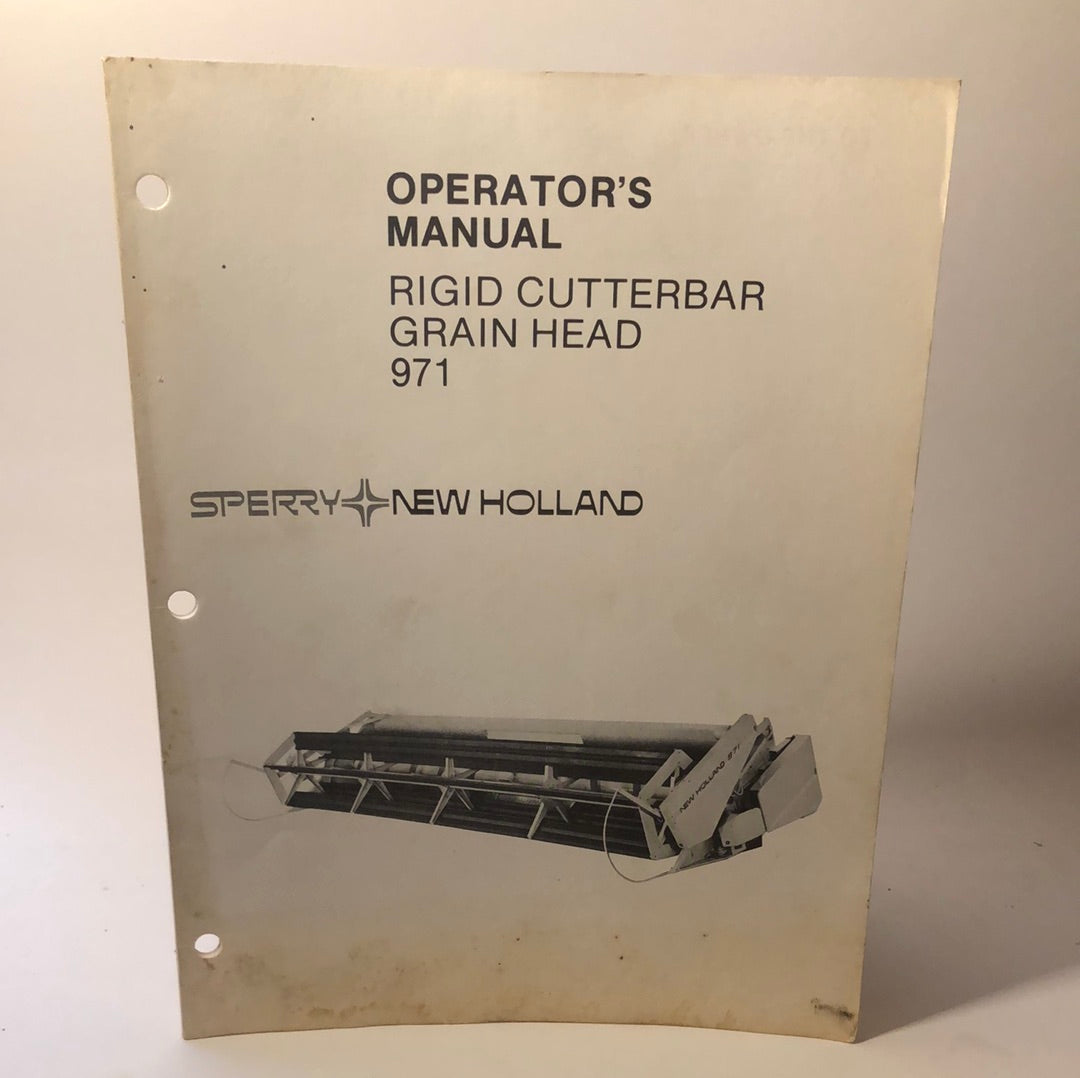 OPERATOR'S
MANUAL
RIGID CUTTERBAR
GRAIN HEAD
971
SPERRY NEW HOLLAND
NEW HOLLAND 971